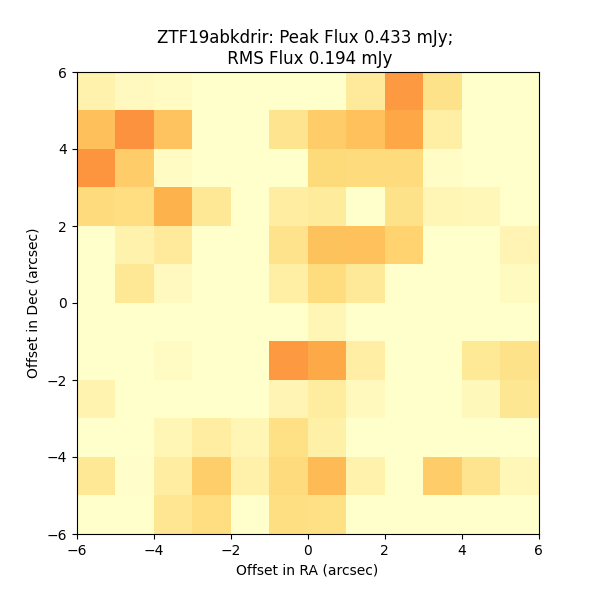 ZTF19abkdrir: Peak Flux 0.433 mJy;
RMS Flux 0.194 mJy
6
4
2
0
−2
−4
−6
Offset in Dec (arcsec)
−6 −4 −2 0 2 4 6
Offset in RA (arcsec)